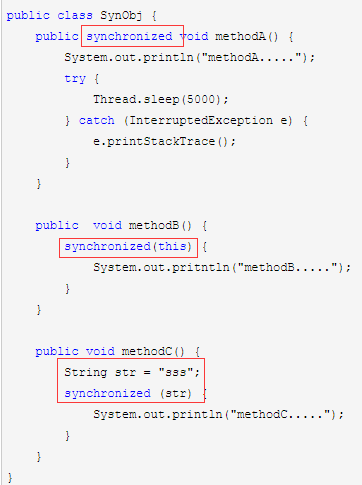 public class SynObj {
    public synchronized void methodA() {
        System.out.println("methodA.....");
        try {
            Thread.sleep(5000);
        } catch (InterruptedException e) {
            e.printStackTrace();
        }
    }
    public  void methodB() {
        synchronized(this) {
            System.out.pritntln("methodB.....");
        }
    }
    public void methodC() {
        String str = "sss";
        synchronized (str) {
            System.out.println("methodC.....");
        }
    }
}